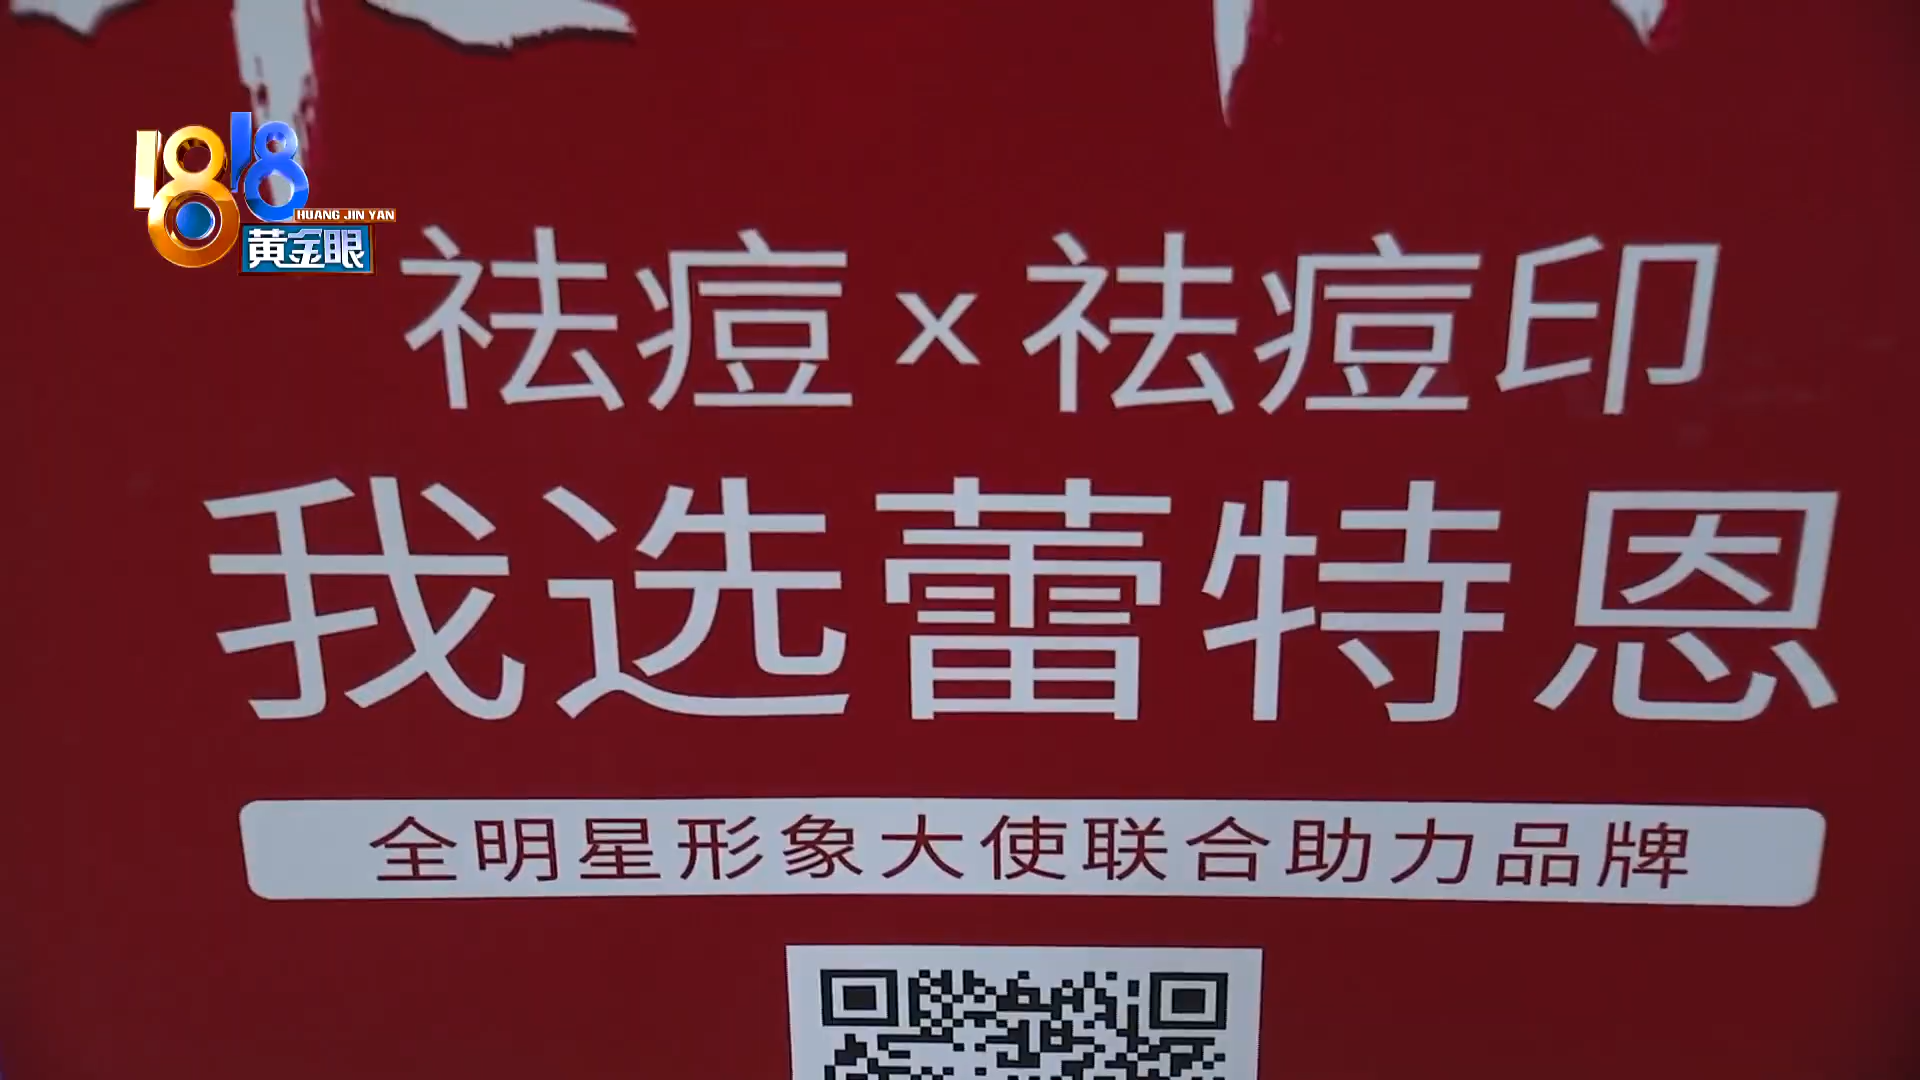 1818
HUANG JIN YAN
黄金眼
祛痘×祛痘印
我选蕾特恩
全明星形象大使联合助力品牌